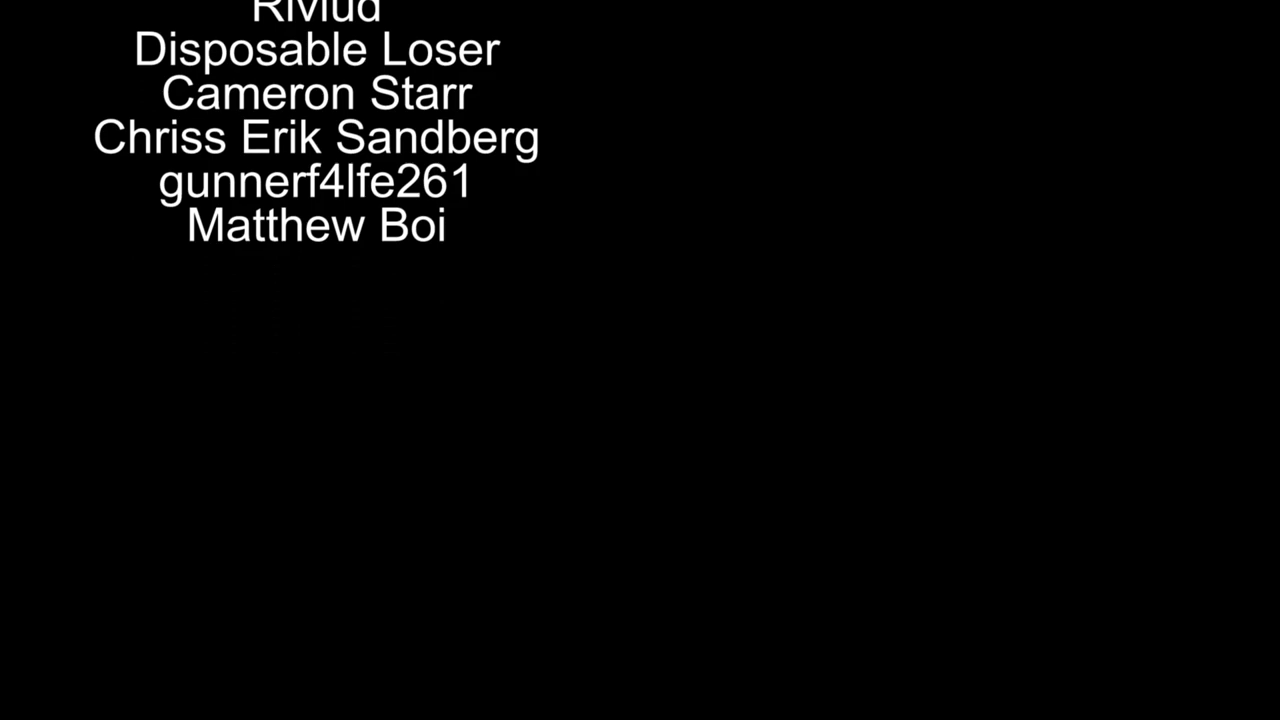 Disposable Loser
Cameron Starr
Chriss Erik Sandberg
gunnerf4lfe261
Matthew Boi